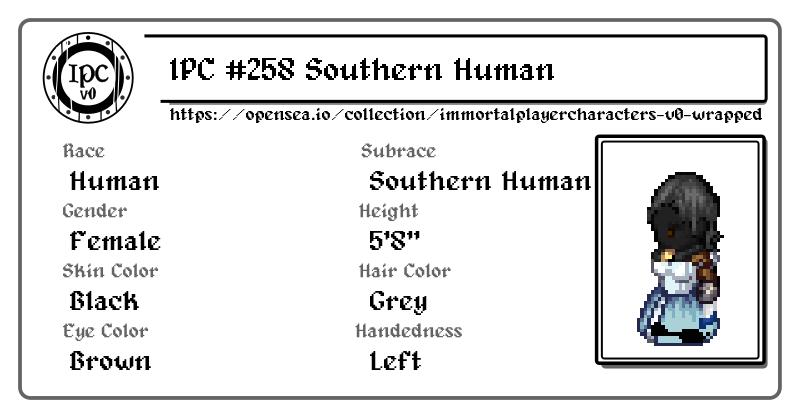 IPC
v0
IPC #258 Southern Human
https://opensea.io/collection/immortalplayercharacters-v0-wrapped
Race
Subrace
Human
Southern Human
Gender
Height
Female
5'8"
Skin Color
Hair Color
Black
Grey
Eye Color
Handedness
Brown
Left